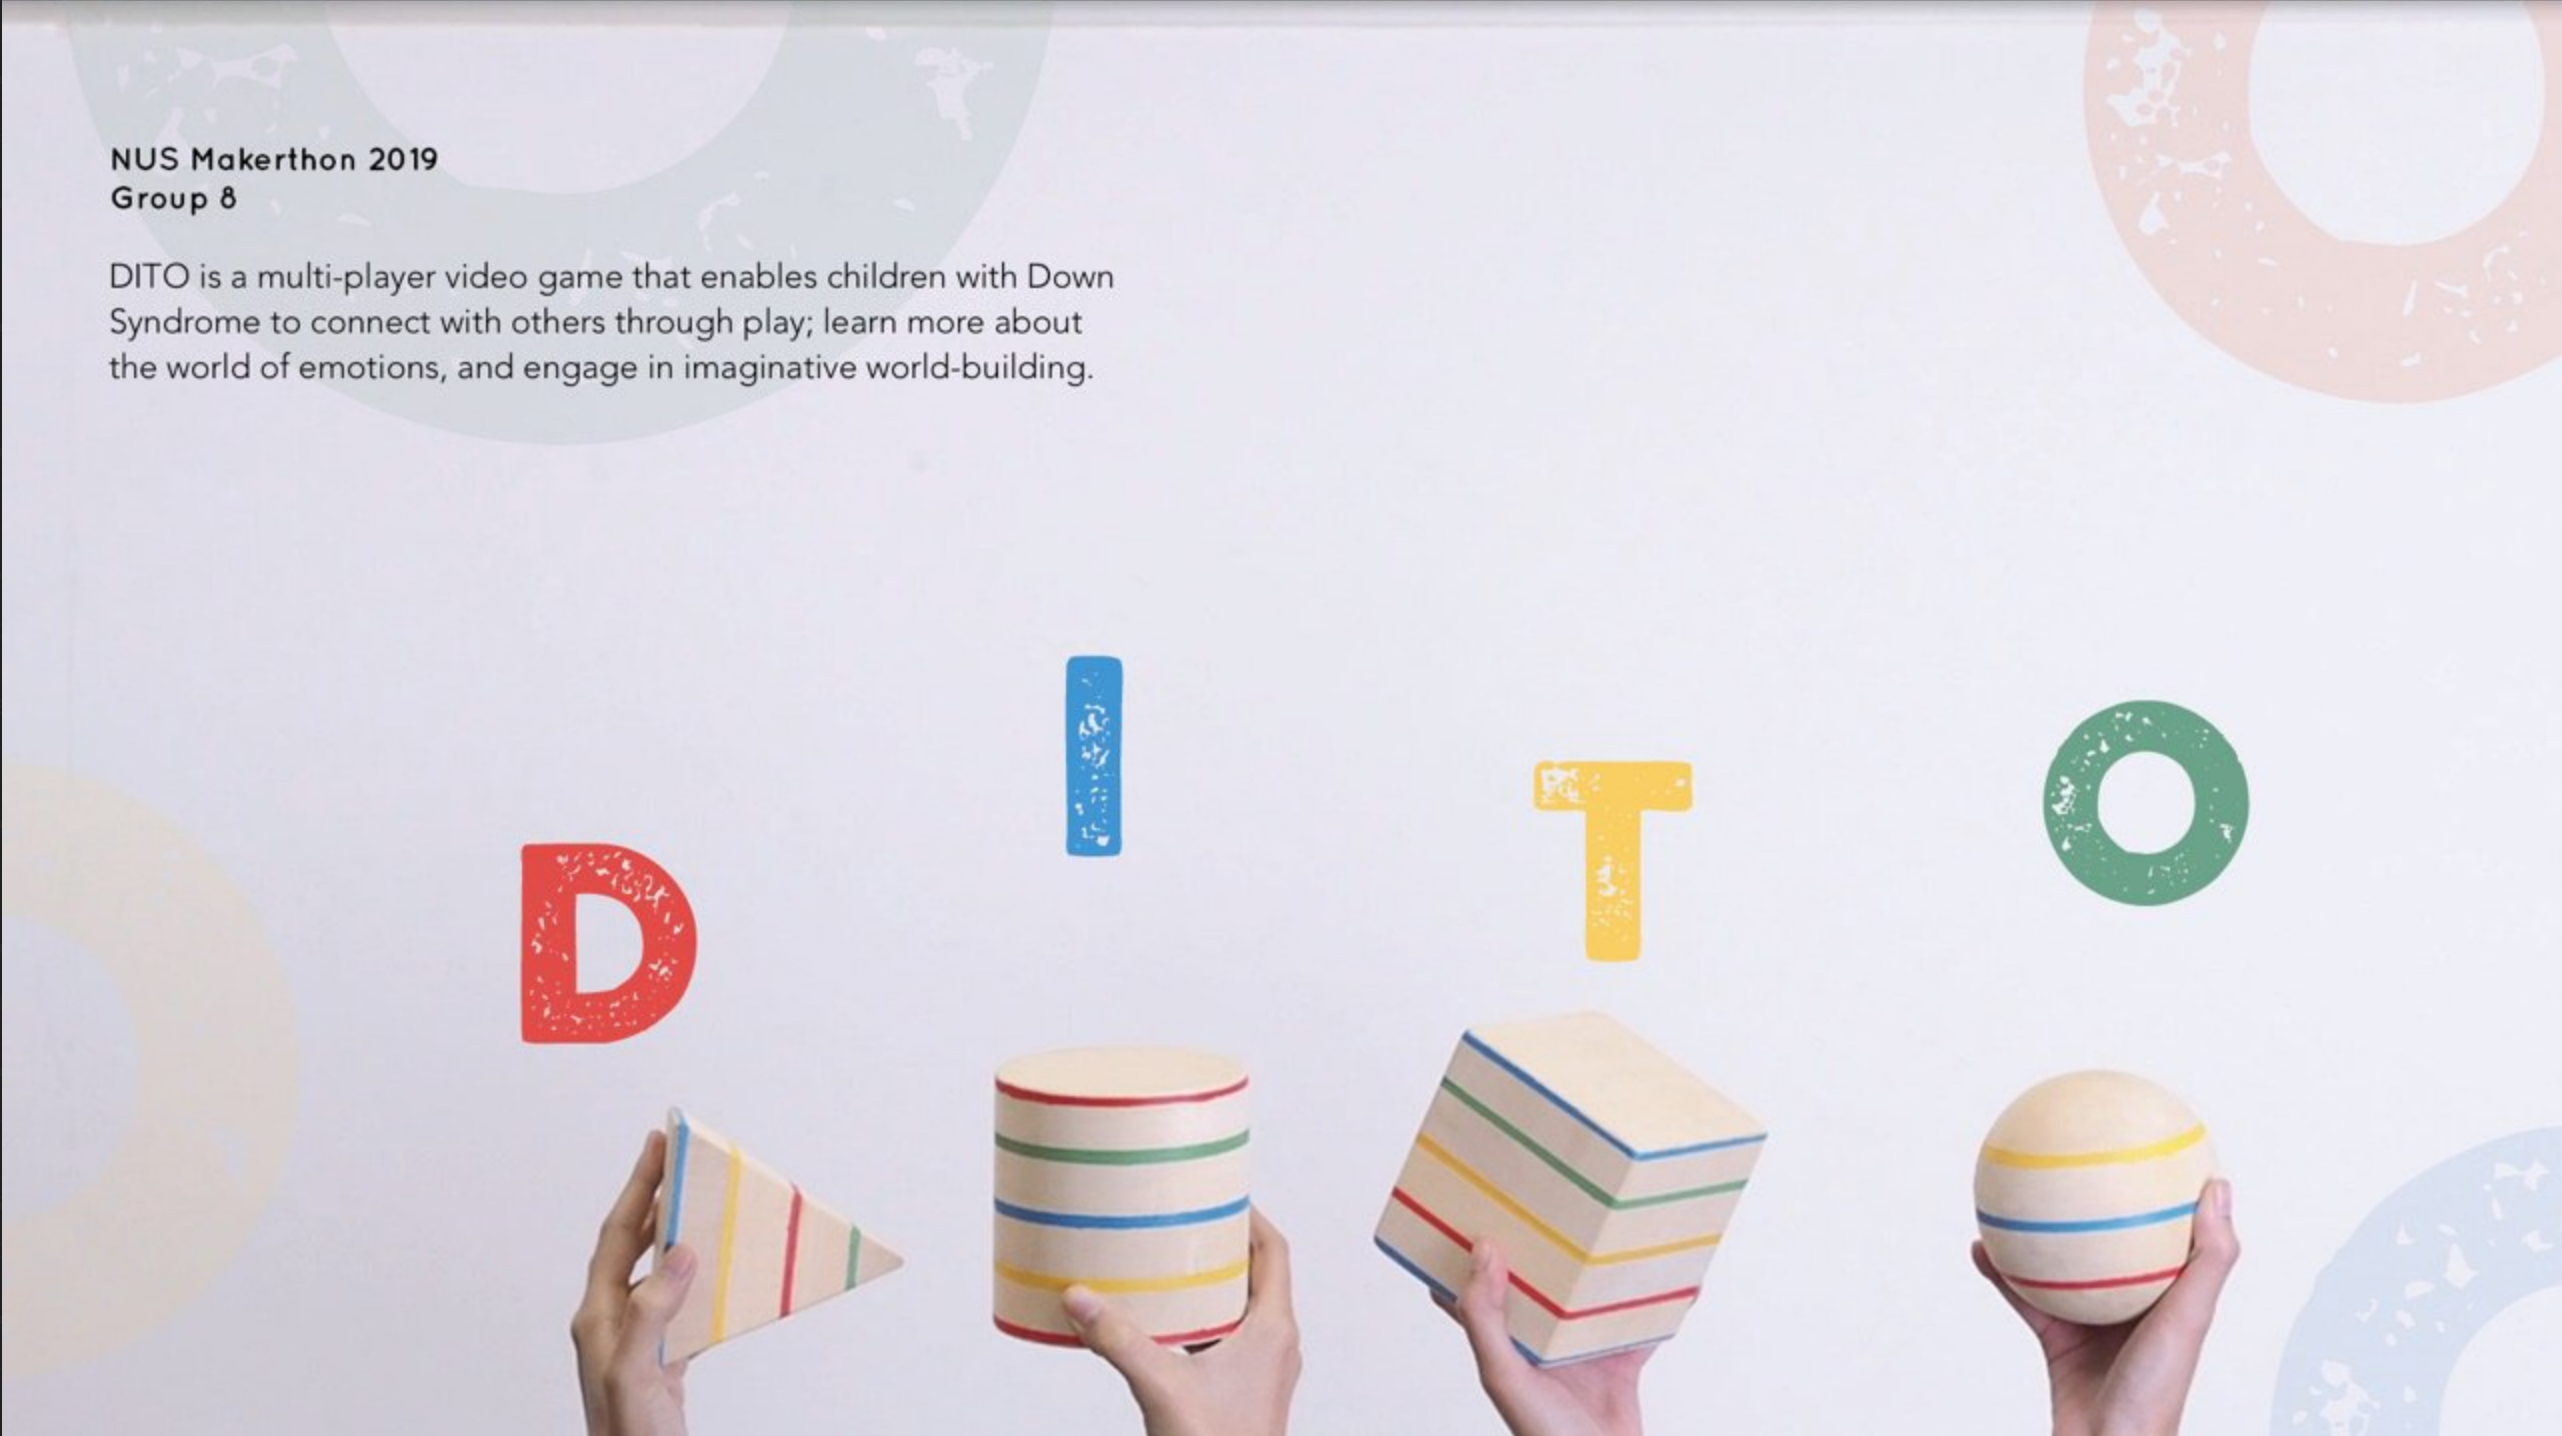 NUS Makerthon 2019
Group 8
DITO is a multi-player video game that enables children with Down
Syndrome to connect with others through play; learn more about
the world of emotions, and engage in imaginative world-building.
D I T O